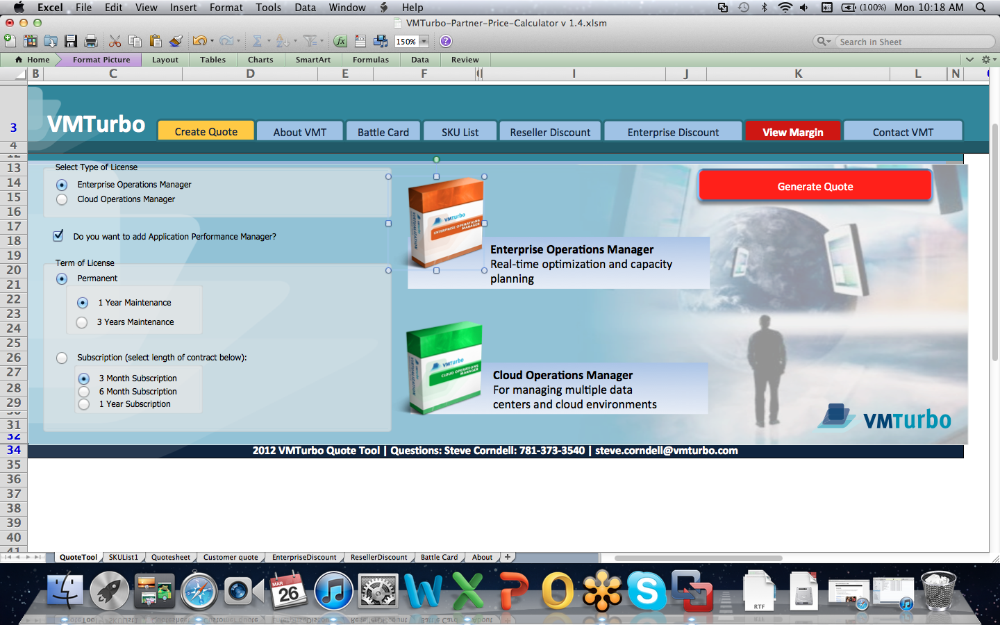 Excel File Edit View Insert Format Tools Data Window Help (100%) Mon 10:18 AM
VMTurbo-Partner-Price-Calculator v 1.4.xlsm
150% Search in Sheet
Home Format Picture Layout Tables Charts SmartArt Formulas Data Review
B C D E F I J K L N
3
4
VMTurbo
Create Quote About VMT Battle Card SKU List Reseller Discount Enterprise Discount View Margin Contact VMT
12
13
14
15
16
17
18
19
20
21
22
23
24
25
26
27
28
29
30
31
32
34
35
36
37
38
39
40
41
Select Type of License
Enterprise Operations Manager
Cloud Operations Manager
Do you want to add Application Performance Manager?
Term of License
Permanent
1 Year Maintenance
3 Years Maintenance
Subscription (select length of contract below):
3 Month Subscription
6 Month Subscription
1 Year Subscription
VMTURBO
ENTERPRISE OPERATIONS
MANAGER
VIRTUALIZATION
Enterprise Operations Manager
Real-time optimization and capacity
planning
VMTURBO
CLOUD OPERATIONS
MANAGER
VIRTUALIZATION
Cloud Operations Manager
For managing multiple data
centers and cloud environments
Generate Quote
VMTurbo
2012 VMTurbo Quote Tool | Questions: Steve Corndell: 781-373-3540 | steve.corndell@vmturbo.com
QuoteTool SKUList1 Quotesheet Customer quote EnterpriseDiscount ResellerDiscount Battle Card About
MAR
26
RTF